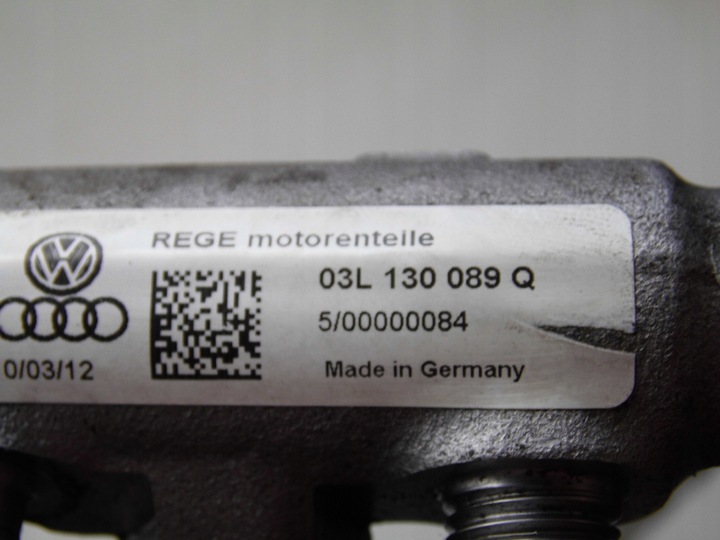 REGE motorenteile
03L 130 089 Q
5/00000084
0/03/12
Made in Germany